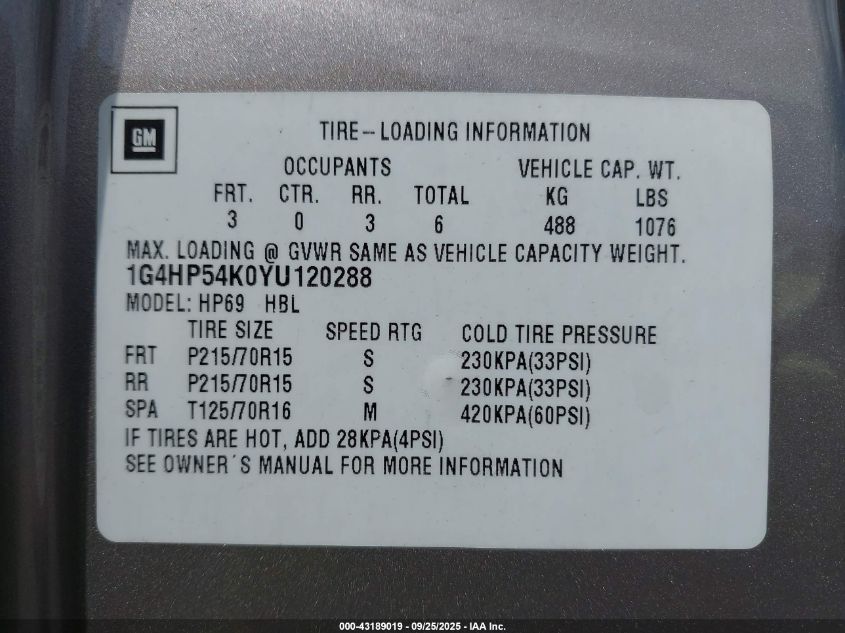 GM
TIRE--LOADING INFORMATION
OCCUPANTS VEHICLE CAP. WT.
FRT. CTR. RR. TOTAL KG LBS
3 0 3 6 488 1076
MAX. LOADING @ GVWR SAME AS VEHICLE CAPACITY WEIGHT.
1G4HP54K0YU120288
MODEL: HP69 HBL
TIRE SIZE SPEED RTG COLD TIRE PRESSURE
FRT P215/70R15 S 230KPA(33PSI)
RR P215/70R15 S 230KPA(33PSI)
SPA T125/70R16 M 420KPA(60PSI)
IF TIRES ARE HOT, ADD 28KPA(4PSI)
SEE OWNER´S MANUAL FOR MORE INFORMATION
000-43189019 - 09/25/2025 - IAA Inc.